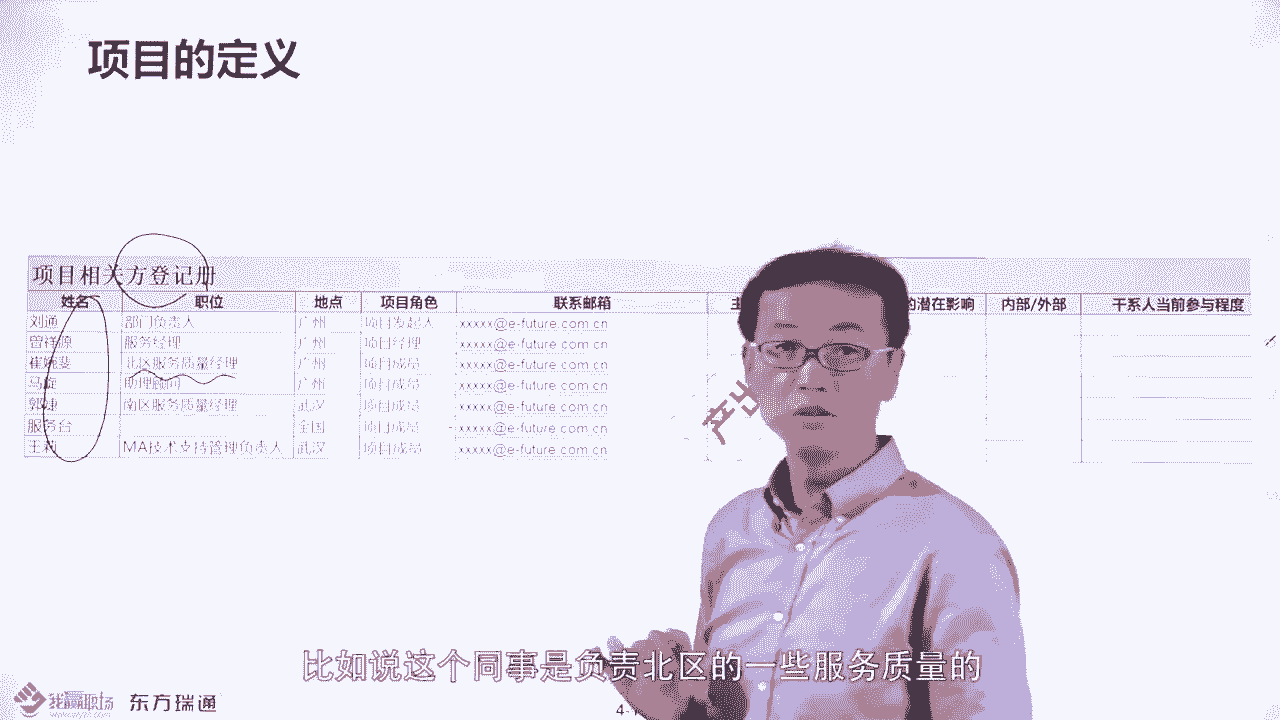 项目的定义
项目相关方登记册
姓名 职位 地点 项目角色 联系邮箱 主 的潜在影响 内部/外部 干系人当前参与程度
刘通 部门负责人 广州 项目发起人 xxxxx@e-future.com.cn
服务经理 广州 项目经理 xxxxx@e-future.com.cn
北区服务质量经理 广州 项目成员 xxxxx@e-future.com.cn
助理顾问 广州 项目成员 xxxxx@e-future.com.cn
南区服务质量经理 武汉 项目成员 xxxxx@e-future.com.cn
服务台 全国 项目成员 xxxxx@e-future.com.cn
王莉 MA技术支持管理负责人 武汉 项目成员 xxxxx@e-future.com.cn
产出
比如说这个同事是负责北区的一些服务质量的
我赢职场 东方瑞通